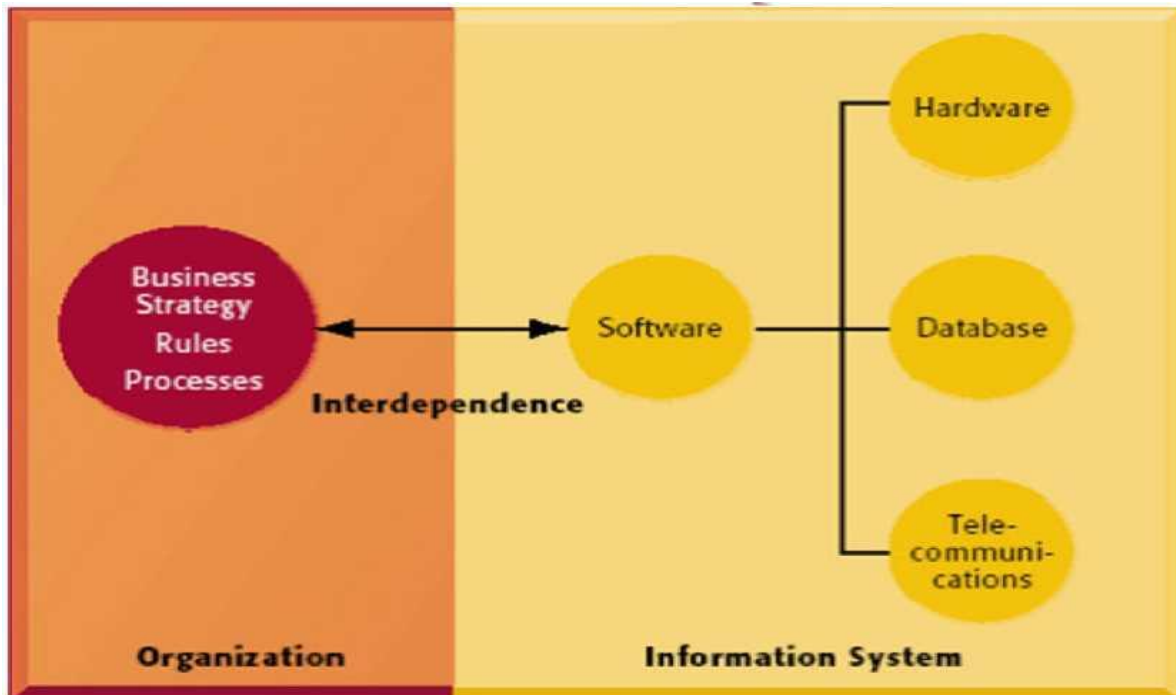 Business
Strategy
Rules
Processes
Interdependence
Software
Hardware
Database
Tele-
communi-
cations
Organization
Information System